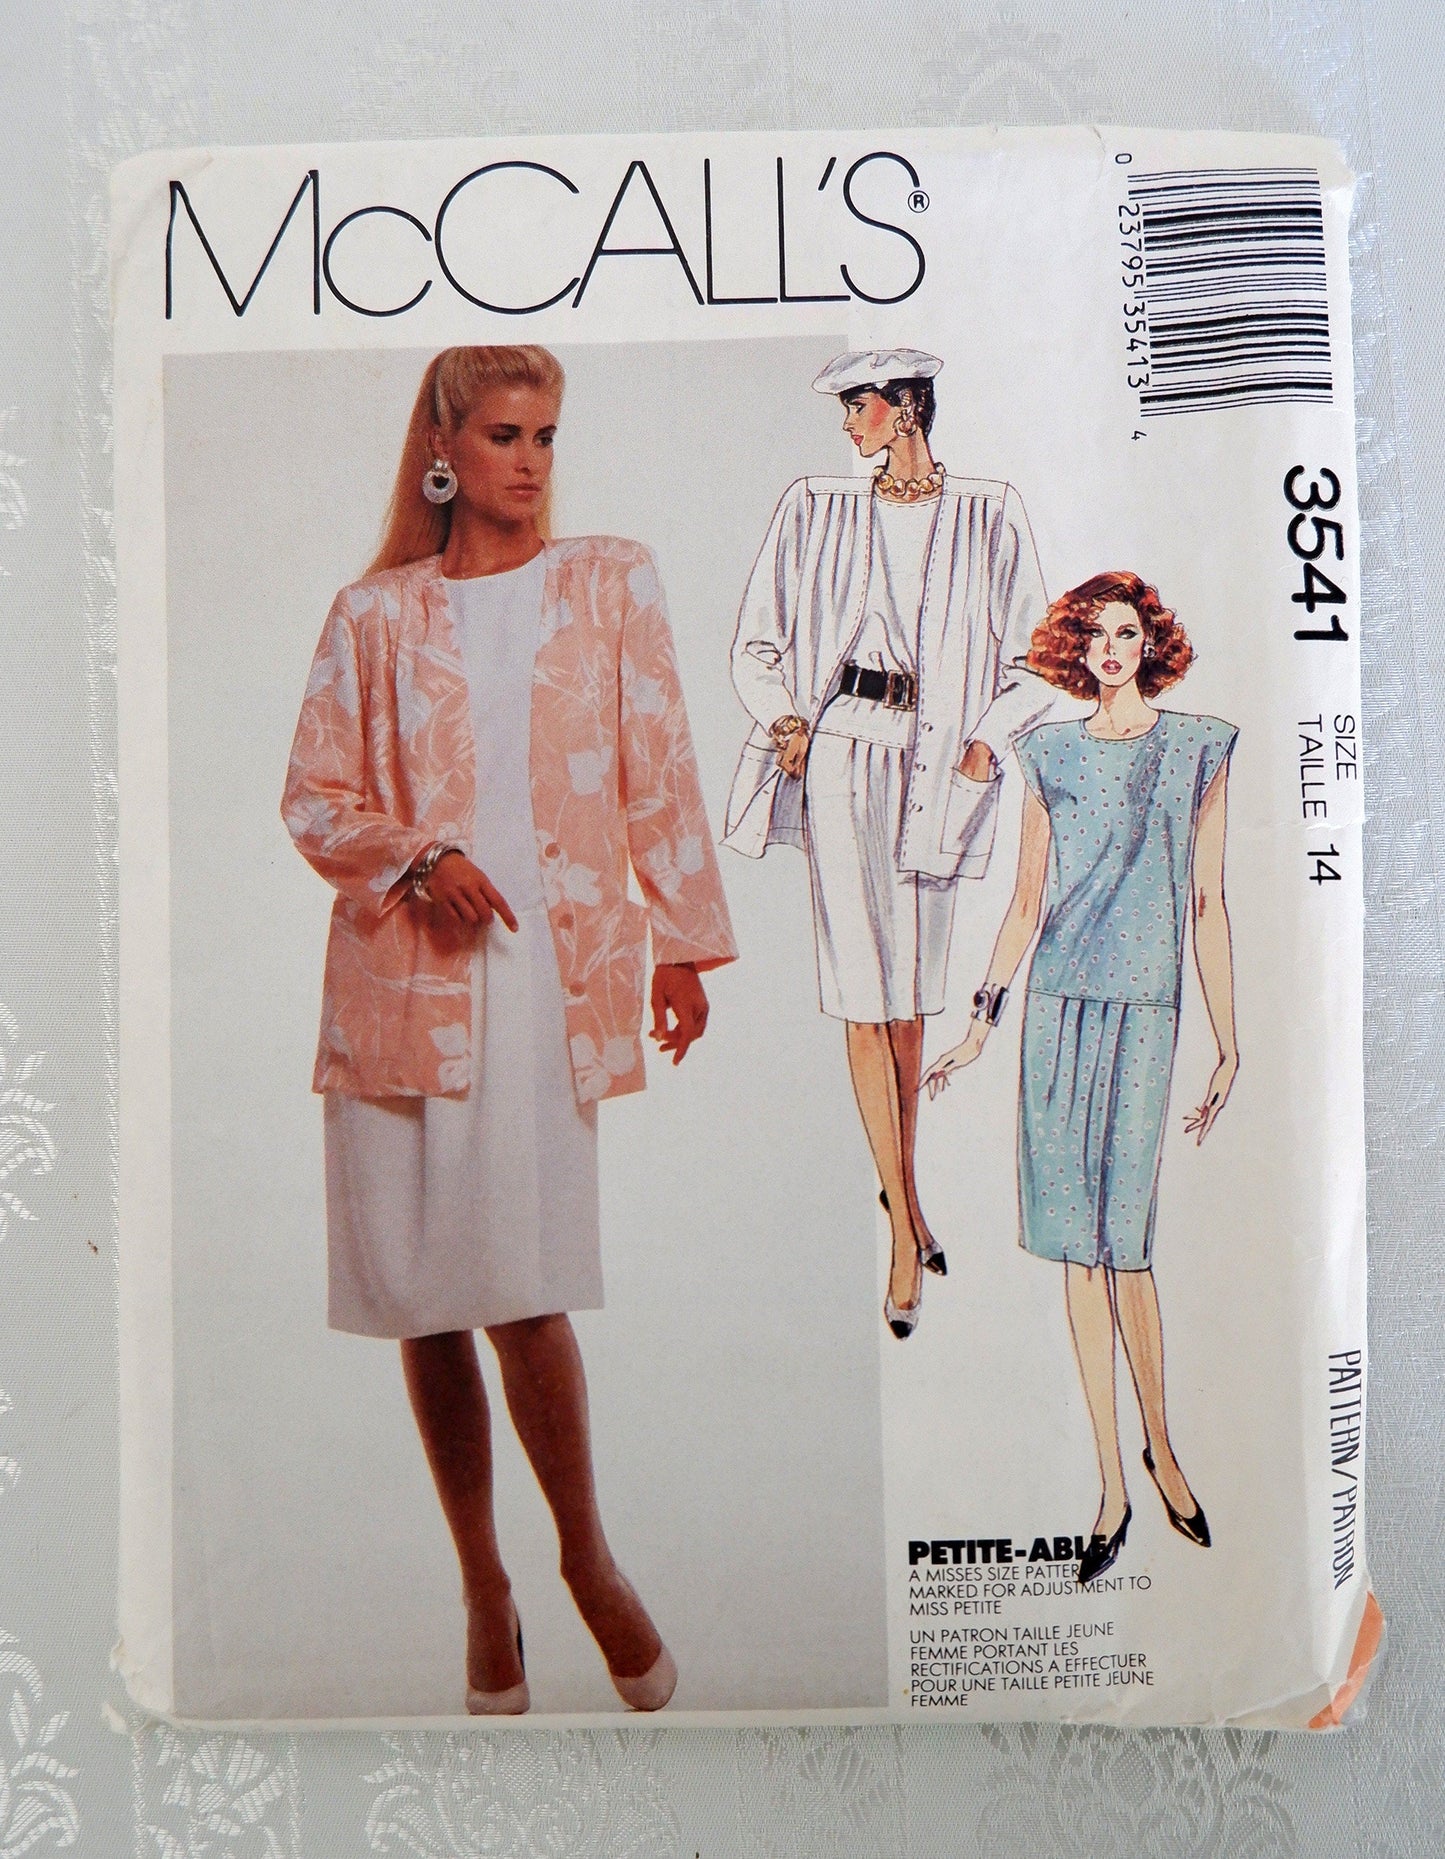 McCALL'S®
0 23795 35413 4
3541
SIZE
TAILLE 14
PATTERN/PATRON
PETITE-ABLE
A MISSES SIZE PATTERN
MARKED FOR ADJUSTMENT TO
MISS PETITE
UN PATRON TAILLE JEUNE
FEMME PORTANT LES
RECTIFICATIONS A EFFECTUER
POUR UNE TAILLE PETITE JEUNE
FEMME